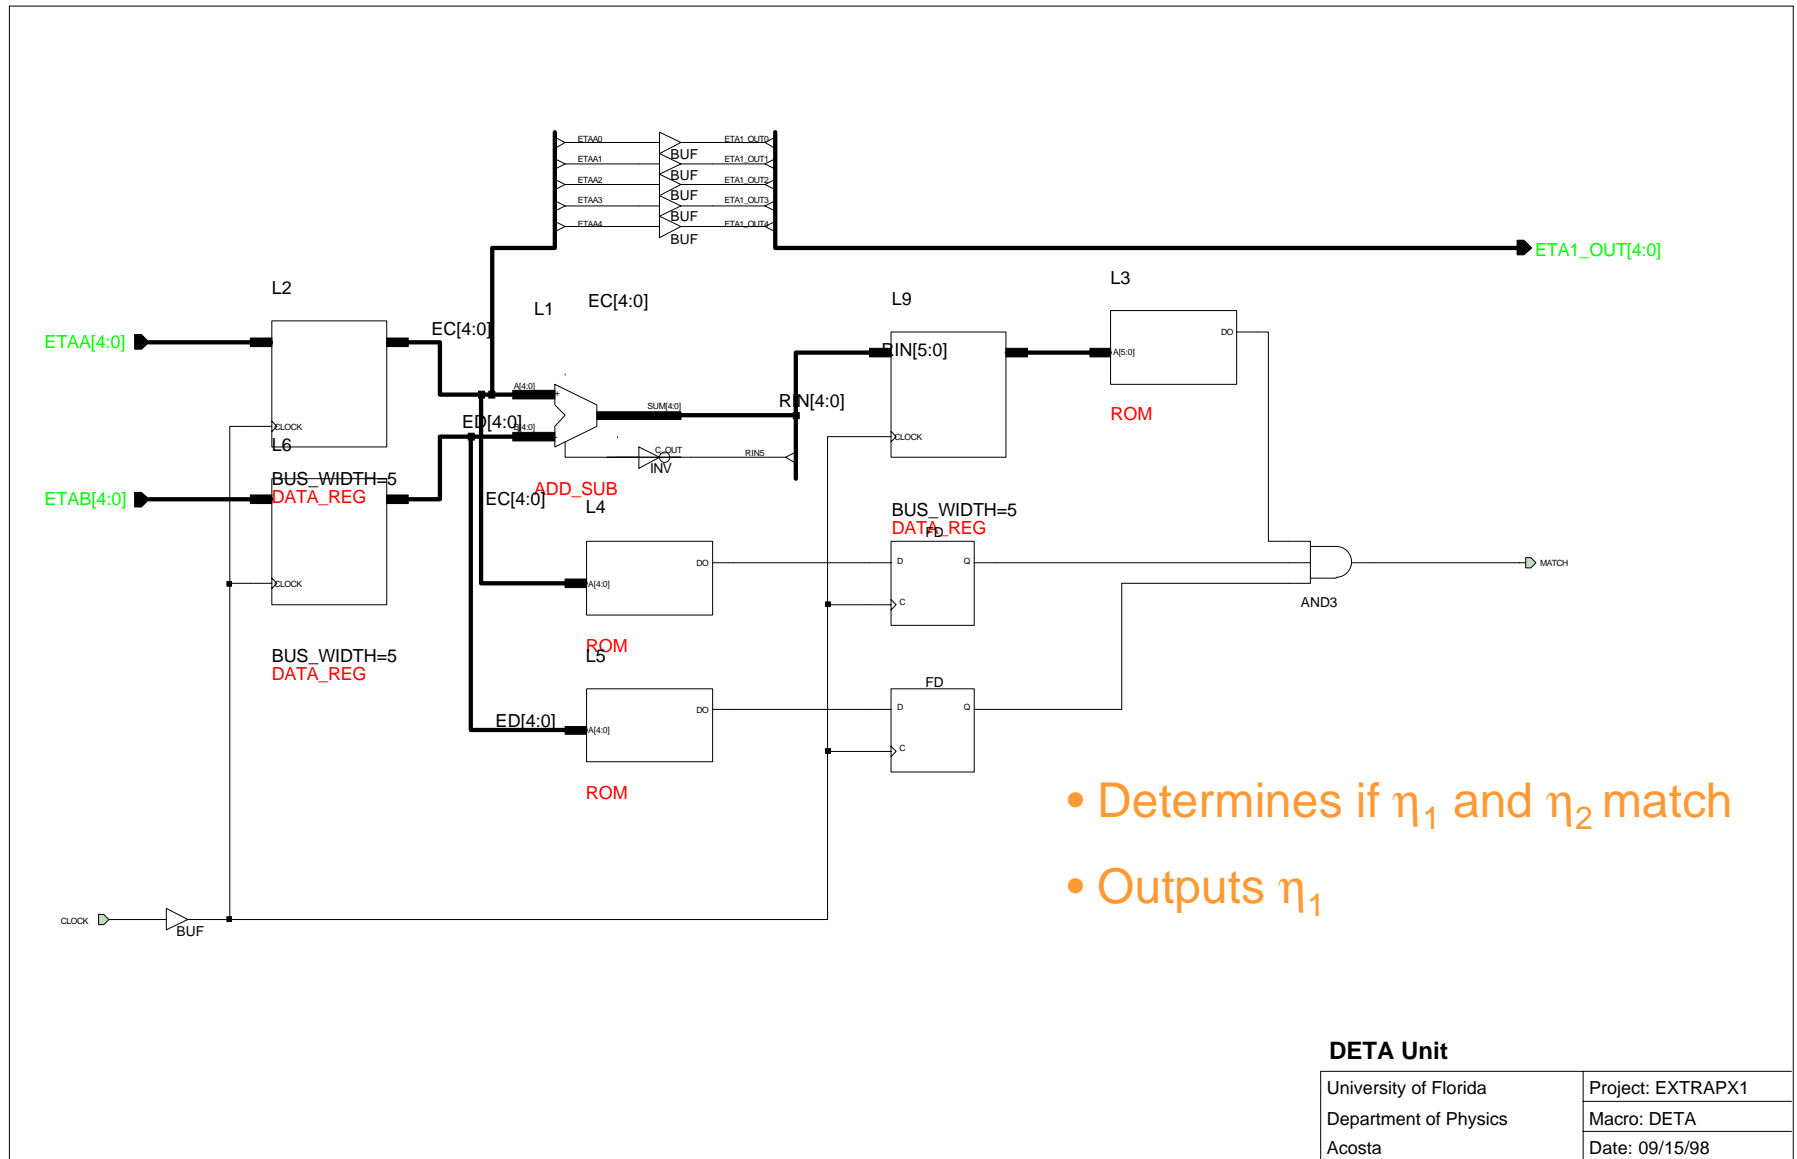 ETAA0
ETA1_OUT0
BUF
ETAA1
ETA1_OUT1
BUF
ETAA2
ETA1_OUT2
BUF
ETAA3
ETA1_OUT3
BUF
ETAA4
ETA1_OUT4
BUF
ETA1_OUT[4:0]
L2
L1
EC[4:0]
L9
L3
ETAA[4:0]
EC[4:0]
RIN[5:0]
DO
A[5:0]
A[4:0]
SUM[4:0]
RIN[4:0]
ROM
ED[4:0]
B[4:0]
CLOCK
CLOCK
L6
C_OUT
INV
RIN5
BUS_WIDTH=5
DATA_REG
ETAB[4:0]
EC[4:0]
ADD_SUB
L4
BUS_WIDTH=5
DATA_REG
FD
DO
D
Q
MATCH
CLOCK
A[4:0]
C
AND3
ROM
L5
BUS_WIDTH=5
DATA_REG
FD
DO
D
Q
ED[4:0]
A[4:0]
C
ROM
• Determines if η1 and η2 match
• Outputs η1
CLOCK
BUF
DETA Unit
University of Florida
Project: EXTRAPX1
Department of Physics
Macro: DETA
Acosta
Date: 09/15/98